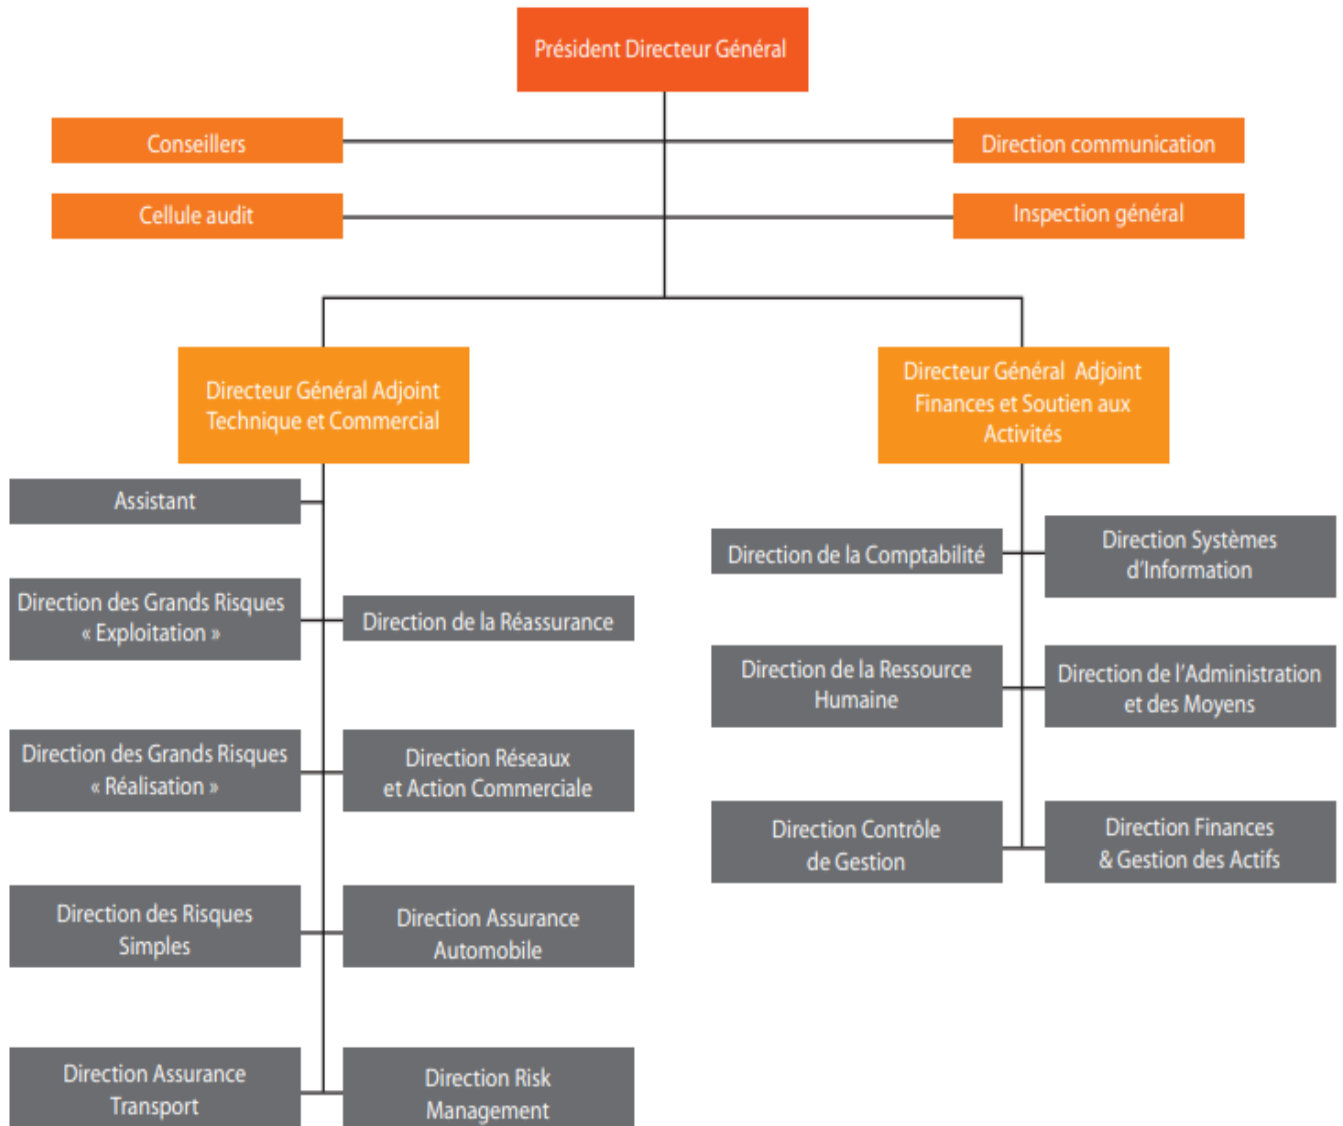 Président Directeur Général
Conseillers
Direction communication
Cellule audit
Inspection général
Directeur Général Adjoint
Technique et Commercial
Directeur Général Adjoint
Finances et Soutien aux
Activités
Assistant
Direction des Grands Risques
« Exploitation »
Direction de la Réassurance
Direction des Grands Risques
« Réalisation »
Direction Réseaux
et Action Commerciale
Direction des Risques
Simples
Direction Assurance
Automobile
Direction Assurance
Transport
Direction Risk
Management
Direction de la Comptabilité
Direction Systèmes
d’Information
Direction de la Ressource
Humaine
Direction de l’Administration
et des Moyens
Direction Contrôle
de Gestion
Direction Finances
& Gestion des Actifs